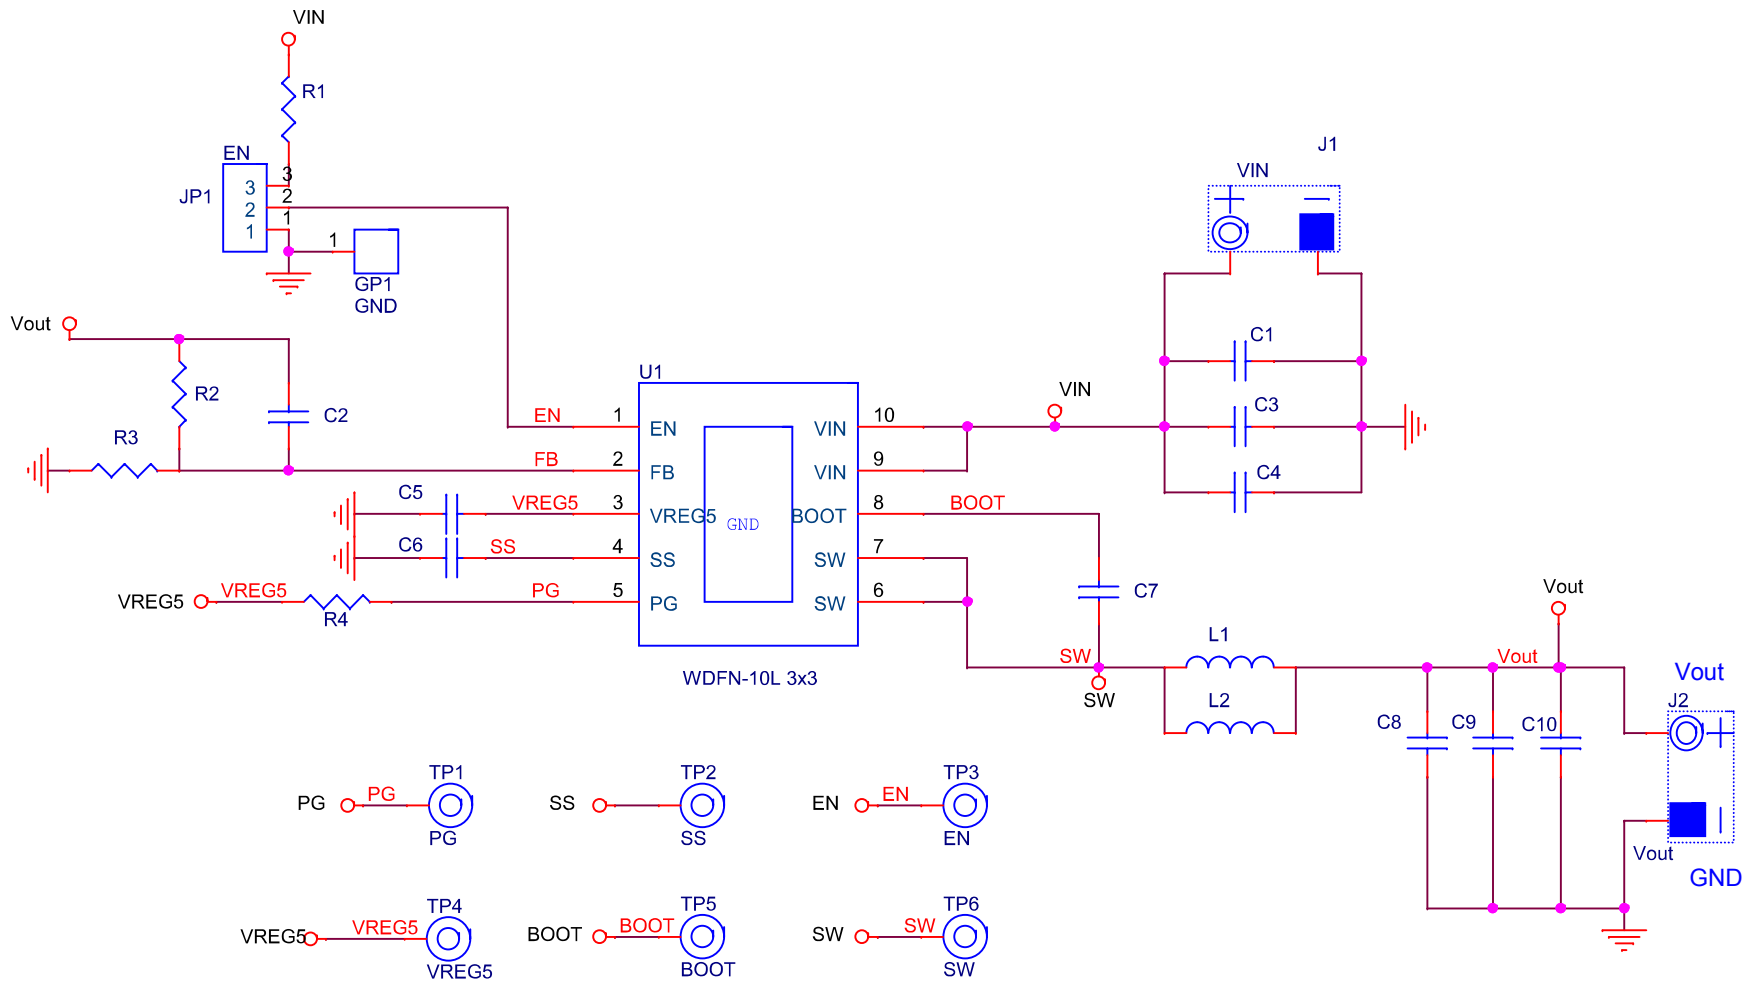 VIN
R1
EN
JP1
3
2
1
3
2
1
1
GP1
GND
J1
VIN
Vout
R2
C2
R3
U1
EN
1
EN
FB
2
FB
C5
VREG5
3
VREG5
C6
SS
4
SS
VREG5
VREG5
R4
PG
5
PG
GND
10
VIN
9
VIN
8
BOOT
BOOT
7
SW
6
SW
WDFN-10L 3x3
VIN
C1
C3
C4
C7
SW
SW
L1
L2
Vout
Vout
Vout
J2
C8
C9
C10
Vout
GND
TP1
PG
PG
PG
TP2
SS
SS
TP3
EN
EN
EN
TP4
VREG5
VREG5
VREG5
TP5
BOOT
BOOT
BOOT
TP6
SW
SW
SW